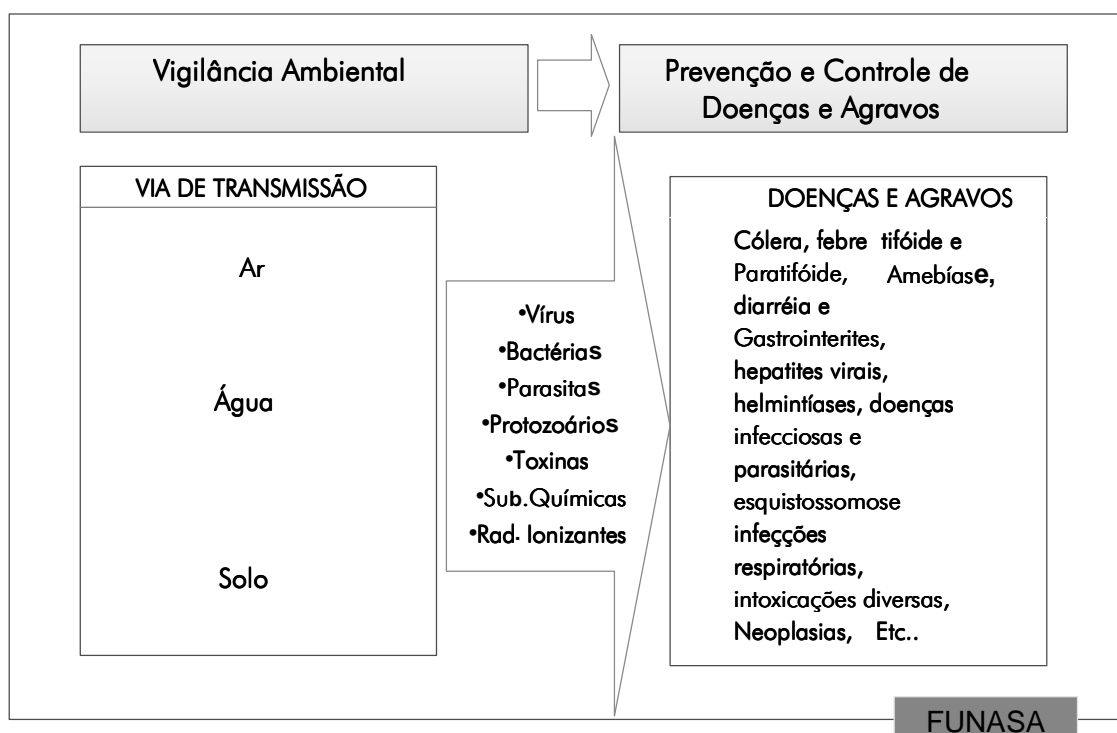 Vigilância Ambiental
Prevenção e Controle de
Doenças e Agravos
VIA DE TRANSMISSÃO
Ar
Água
Solo
•Vírus
•Bactérias
•Parasitas
•Protozoários
•Toxinas
•Sub.Químicas
•Rad. Ionizantes
DOENÇAS E AGRAVOS
Cólera, febre tifóide e
Paratifóide, Amebíase,
diarréia e
Gastrointerites,
hepatites virais,
helmintíases, doenças
infecciosas e
parasitárias,
esquistossomose
infeçções
respiratórias,
intoxicações diversas,
Neoplasias, Etc..
FUNASA